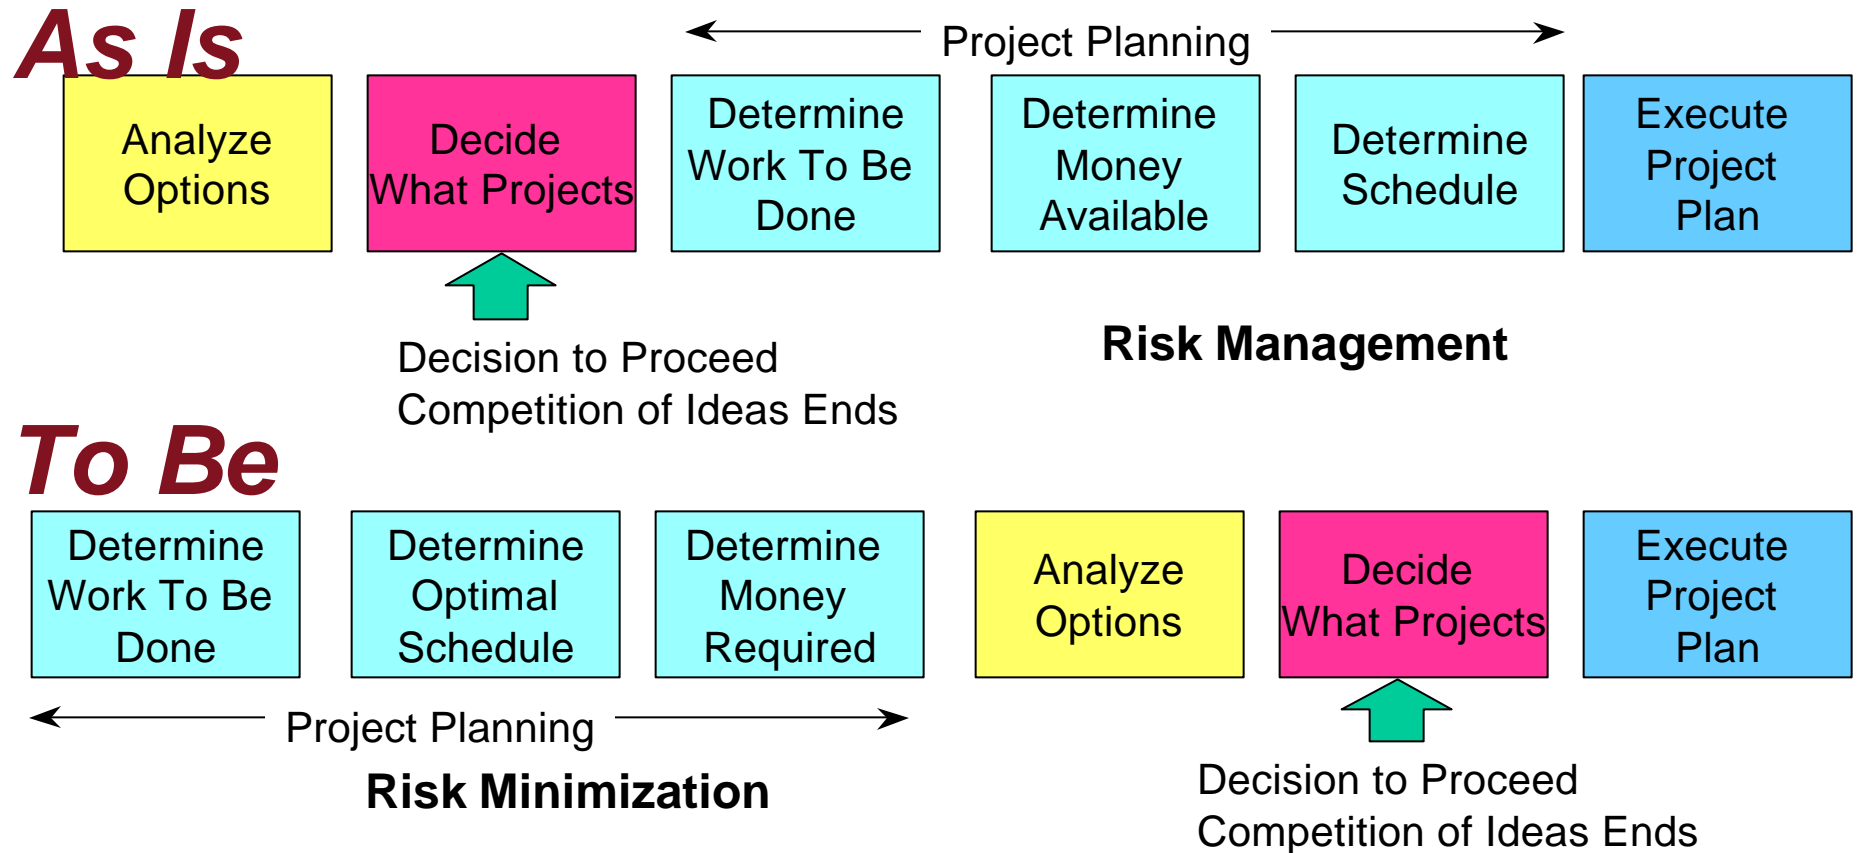 As Is
Project Planning
Analyze
Options
Decide
What Projects
Determine
Work To Be
Done
Determine
Money
Available
Determine
Schedule
Execute
Project
Plan
Decision to Proceed
Competition of Ideas Ends
Risk Management
To Be
Determine
Work To Be
Done
Determine
Optimal
Schedule
Determine
Money
Required
Analyze
Options
Decide
What Projects
Execute
Project
Plan
Project Planning
Risk Minimization
Decision to Proceed
Competition of Ideas Ends